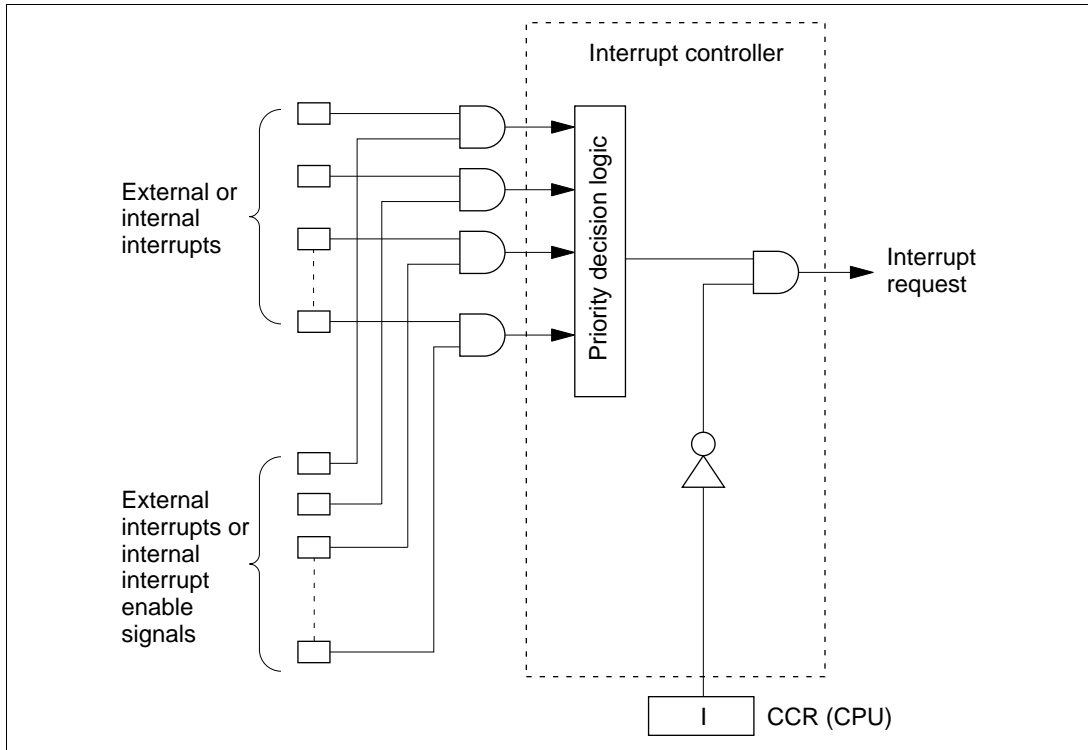 Interrupt controller
External or
internal
interrupts
Priority decision logic
Interrupt
request
External
interrupts or
internal
interrupt
enable
signals
I
CCR (CPU)